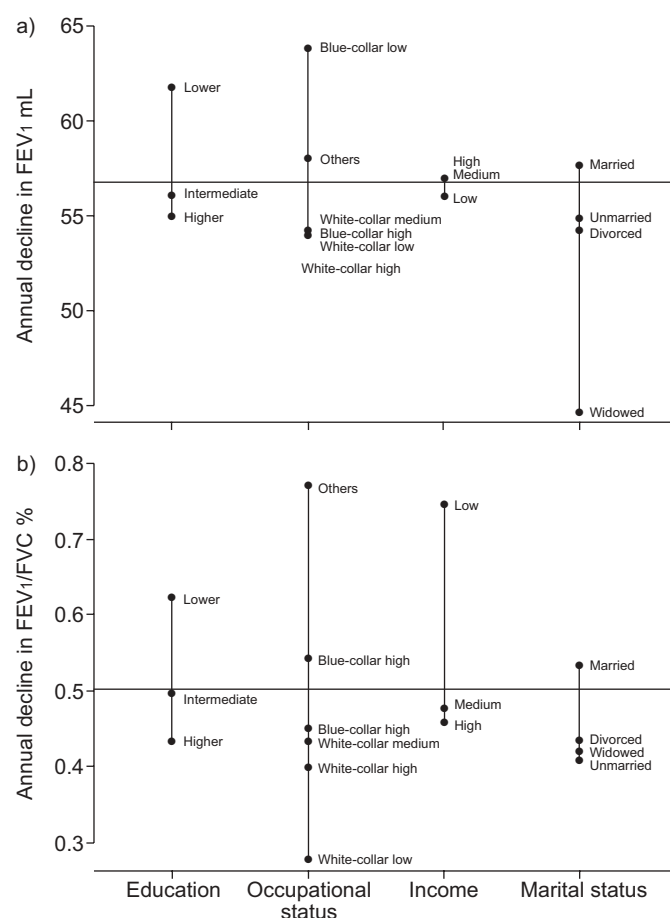 a)
Annual decline in FEV1 mL
65
60
55
50
45
Lower
Intermediate
Higher
Blue-collar low
Others
White-collar medium
Blue-collar high
White-collar low
White-collar high
High
Medium
Low
Married
Unmarried
Divorced
Widowed
b)
Annual decline in FEV1/FVC %
0.8
0.7
0.6
0.5
0.4
0.3
Lower
Intermediate
Higher
Others
Blue-collar high
Blue-collar high
White-collar medium
White-collar high
White-collar low
Low
Medium
High
Married
Divorced
Widowed
Unmarried
Education
Occupational
status
Income
Marital status